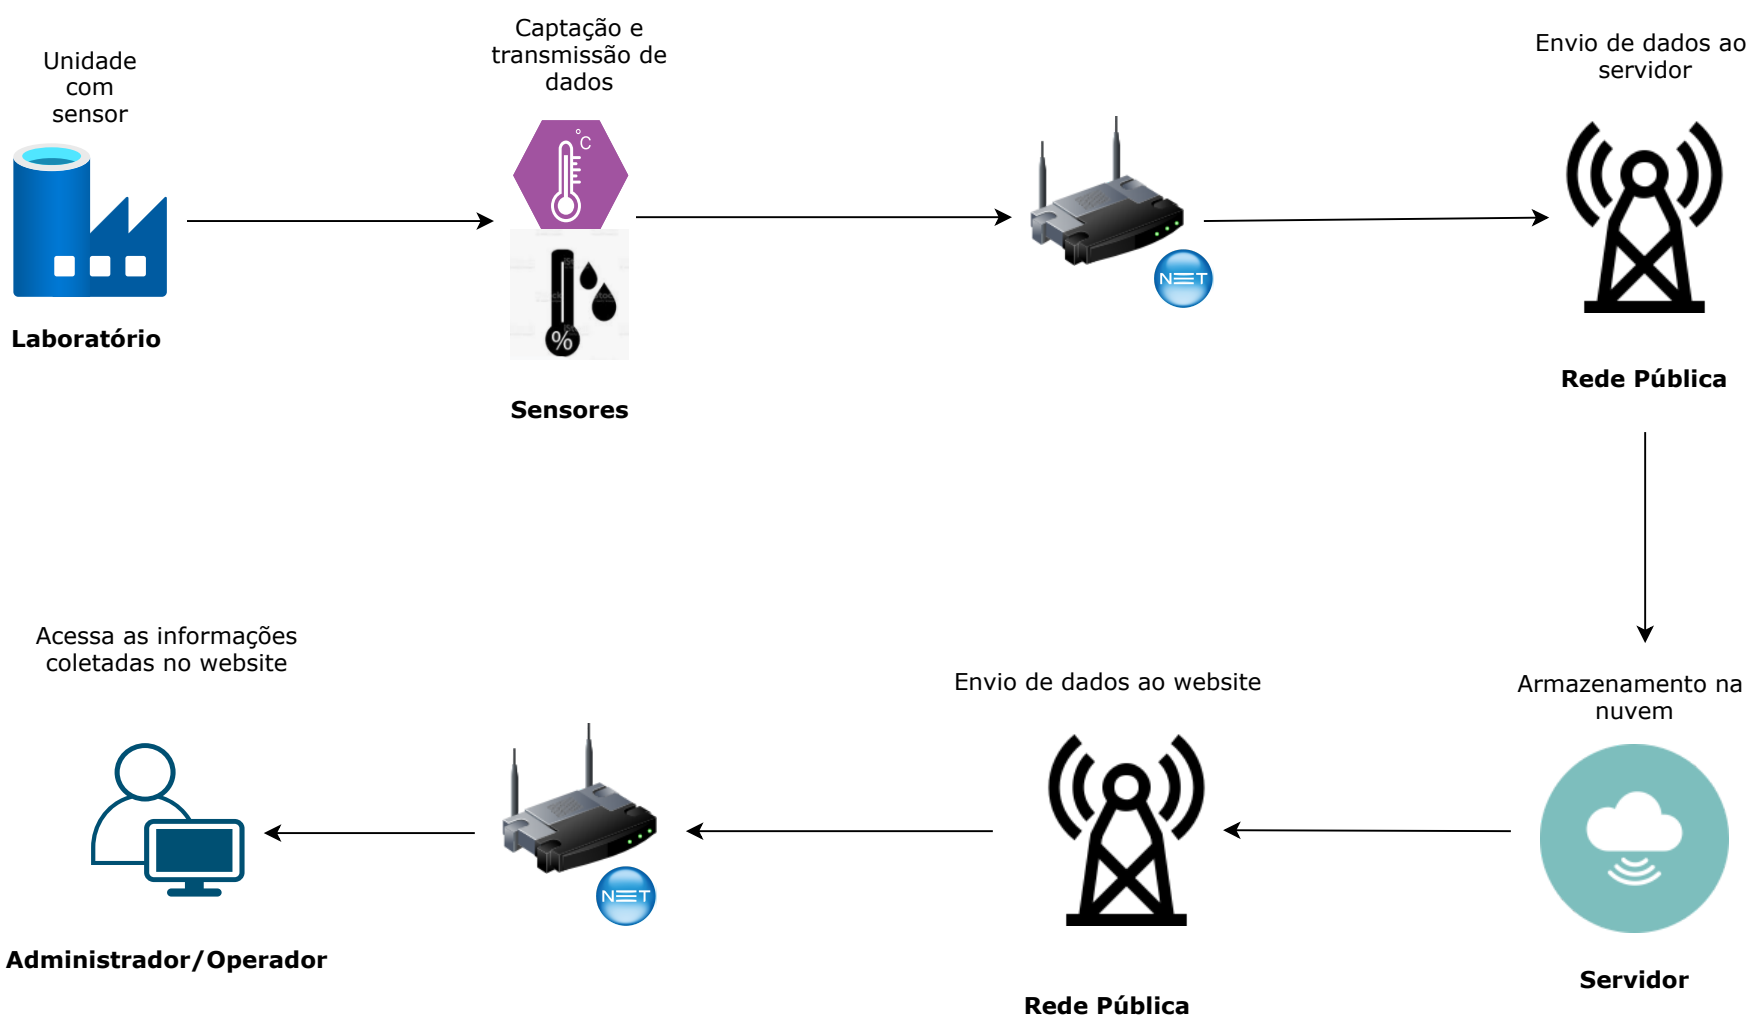 Unidade
com
sensor
Laboratório
Captação e
transmissão de
dados
°C
%
Sensores
NET
Envio de dados ao
servidor
Rede Pública
Armazenamento na
nuvem
Servidor
Envio de dados ao website
Rede Pública
NET
Acessa as informações
coletadas no website
Administrador/Operador